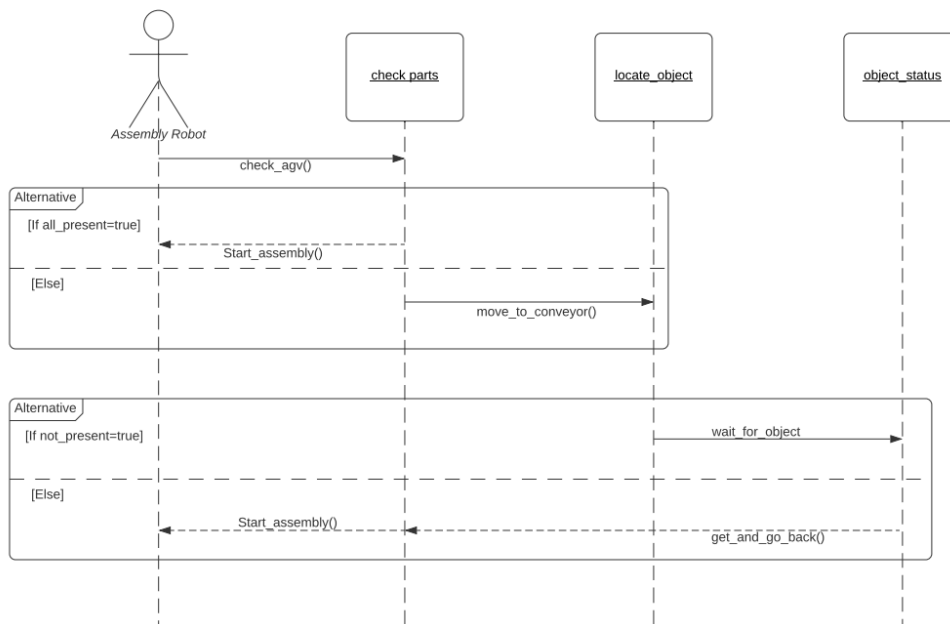 check parts
locate_object
object_status
Assembly Robot
check_agv()
Alternative
[If all_present=true]
Start_assembly()
[Else]
move_to_conveyor()
Alternative
[If not_present=true]
wait_for_object
[Else]
Start_assembly()
get_and_go_back()